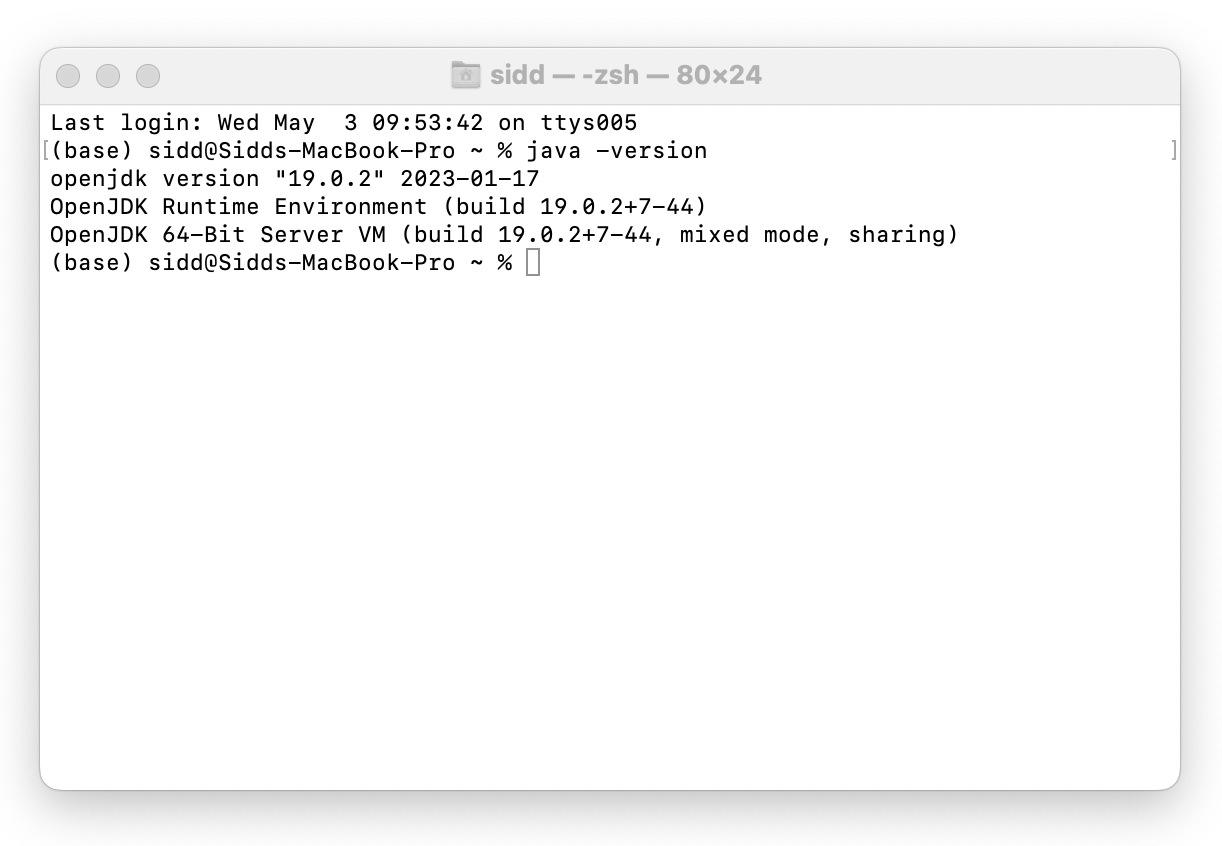 sidd — -zsh — 80×24
Last login: Wed May  3 09:53:42 on ttys005
[(base) sidd@Sidds-MacBook-Pro ~ % java -version ]
openjdk version "19.0.2" 2023-01-17
OpenJDK Runtime Environment (build 19.0.2+7-44)
OpenJDK 64-Bit Server VM (build 19.0.2+7-44, mixed mode, sharing)
(base) sidd@Sidds-MacBook-Pro ~ %